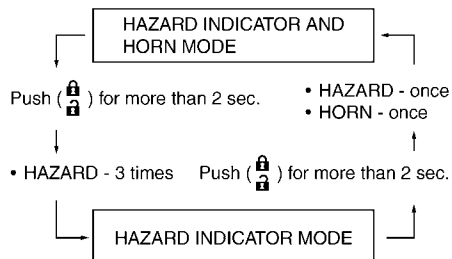 HAZARD INDICATOR AND
HORN MODE
Push ( ) for more than 2 sec.
• HAZARD - once
• HORN - once
• HAZARD - 3 times
Push ( ) for more than 2 sec.
HAZARD INDICATOR MODE